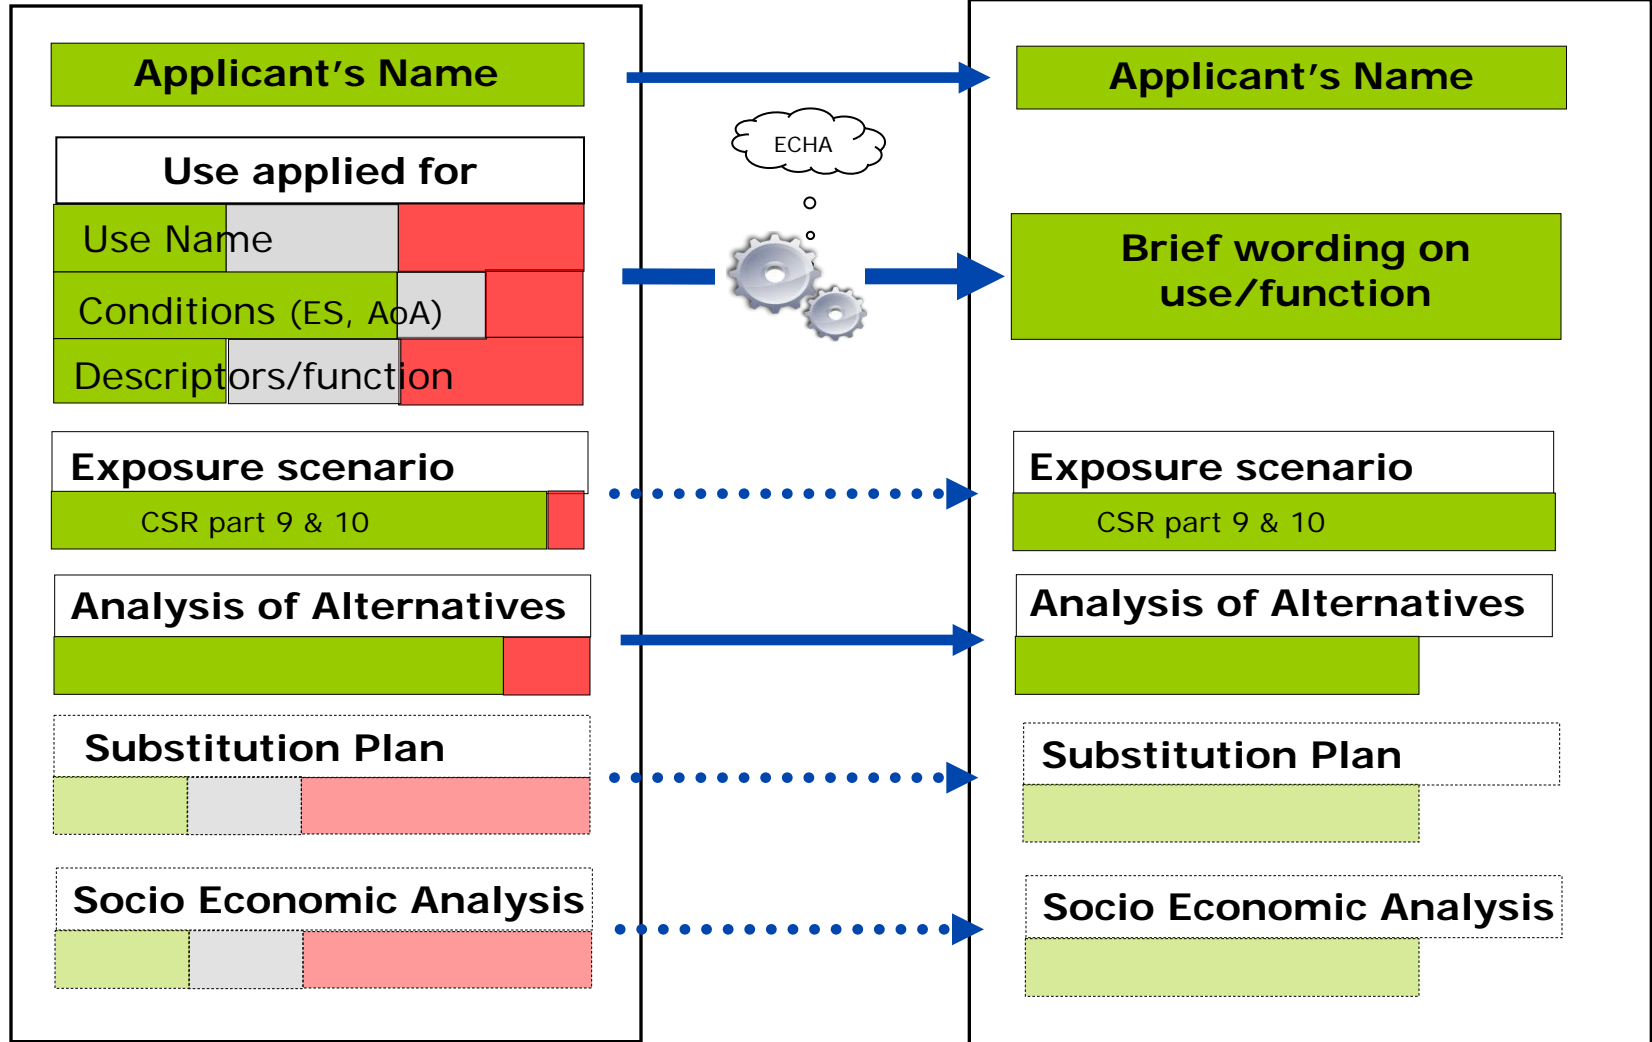 Applicant's Name
Use applied for
Use Name
Conditions (ES, AoA)
Descriptors/function
Exposure scenario
CSR part 9 & 10
Analysis of Alternatives
Substitution Plan
Socio Economic Analysis
ECHA
Applicant's Name
Brief wording on
use/function
Exposure scenario
CSR part 9 & 10
Analysis of Alternatives
Substitution Plan
Socio Economic Analysis